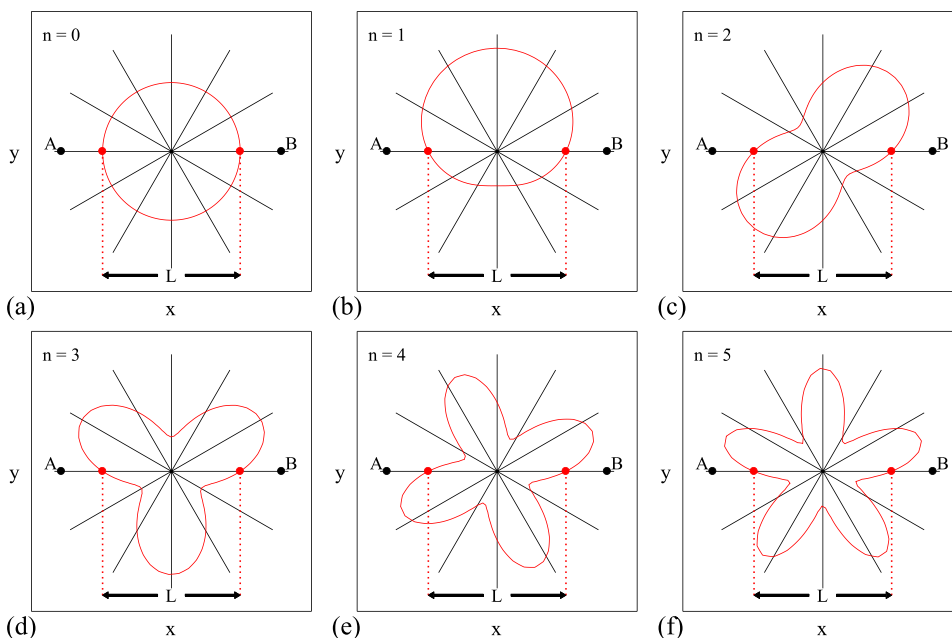 n = 0
A
B
y
L
(a)
x
n = 1
A
B
y
L
(b)
x
n = 2
A
B
y
L
(c)
x
n = 3
A
B
y
L
(d)
x
n = 4
A
B
y
L
(e)
x
n = 5
A
B
y
L
(f)
x